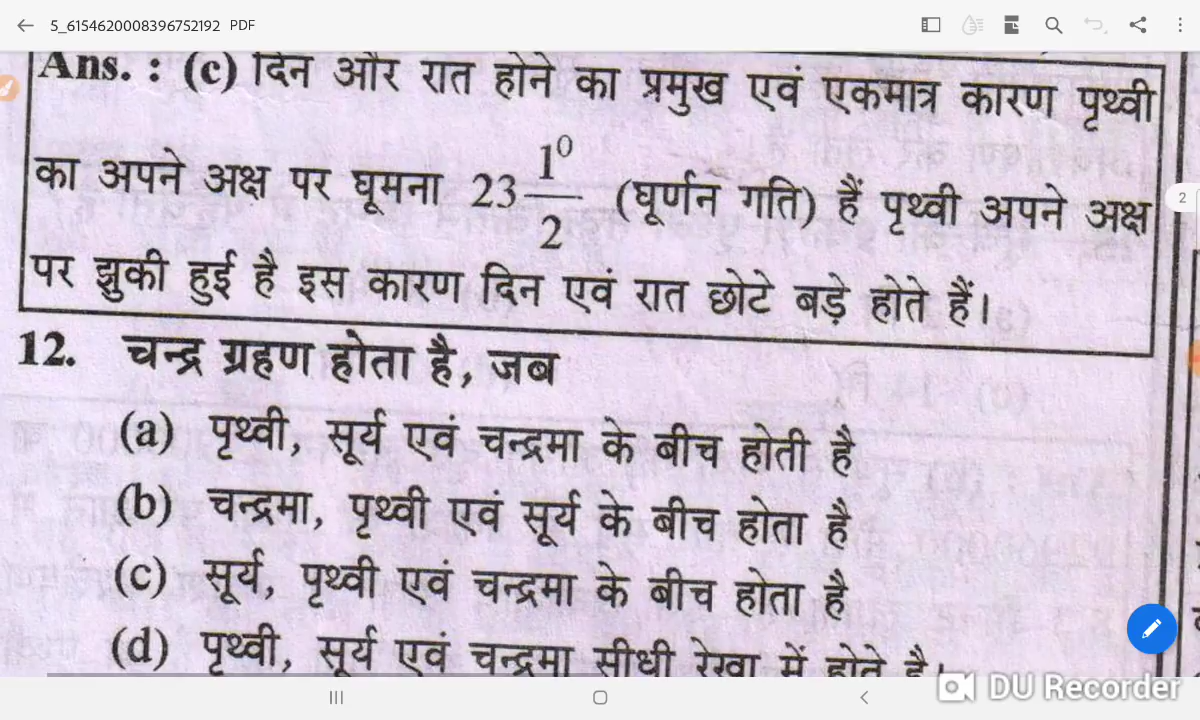 5_6154620008396752192 PDF
Ans. : (c) दिन और रात होने का प्रमुख एवं एकमात्र कारण पृथ्वी
का अपने अक्ष पर घूमना 23 1⁰/2 (घूर्णन गति) हैं पृथ्वी अपने अक्ष
2
पर झुकी हुई है इस कारण दिन एवं रात छोटे बड़े होते हैं।
12. चन्द्र ग्रहण होता है, जब
(a) पृथ्वी, सूर्य एवं चन्द्रमा के बीच होती है
(b) चन्द्रमा, पृथ्वी एवं सूर्य के बीच होता है
(c) सूर्य, पृथ्वी एवं चन्द्रमा के बीच होता है
(d) पृथ्वी, सूर्य एवं चन्द्रमा सीधी रेखा में होते है।
DU Recorder